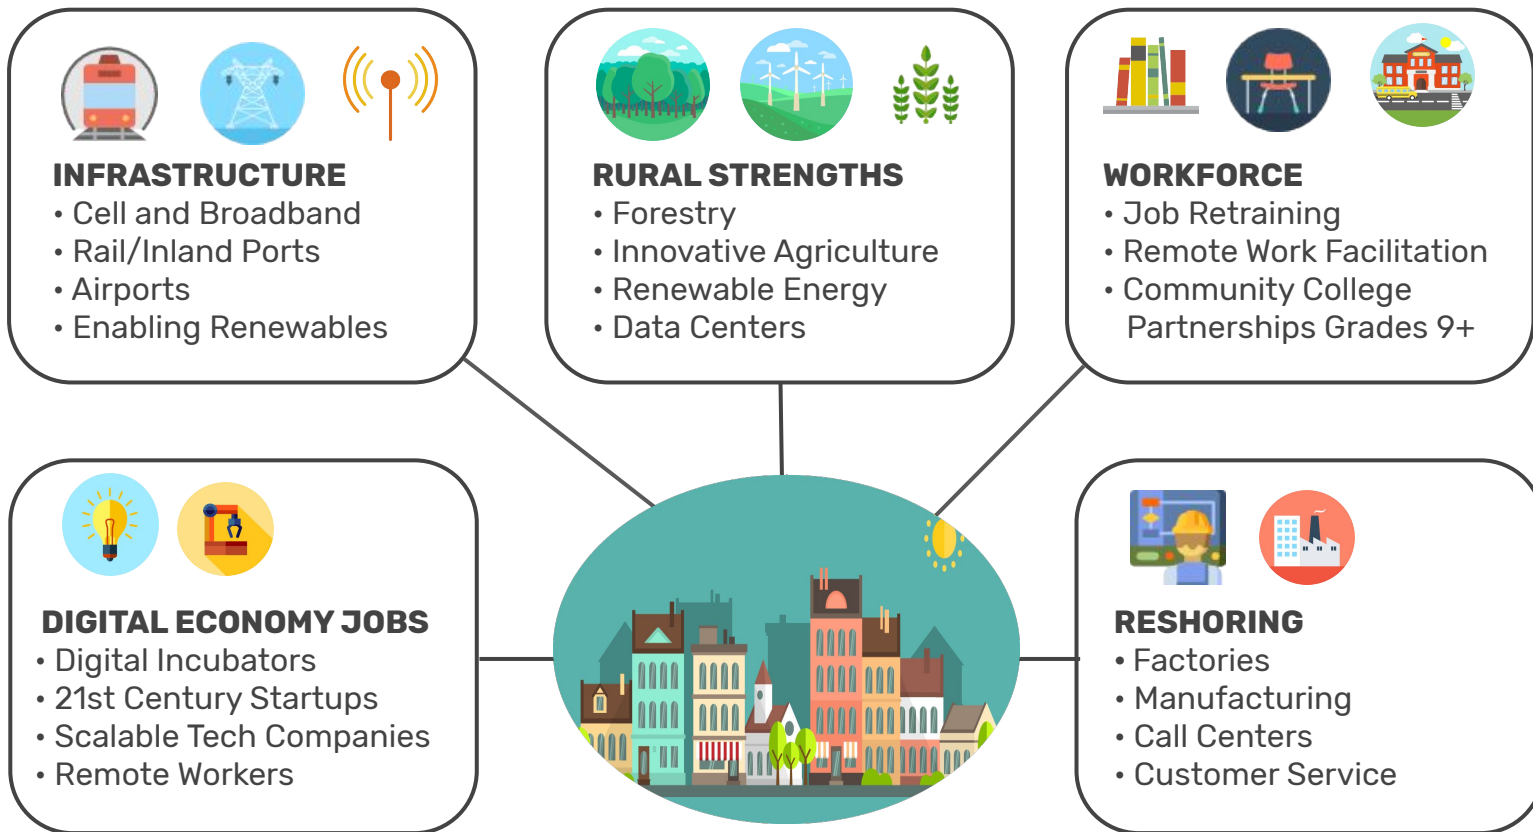 INFRASTRUCTURE
• Cell and Broadband
• Rail/Inland Ports
• Airports
• Enabling Renewables
RURAL STRENGTHS
• Forestry
• Innovative Agriculture
• Renewable Energy
• Data Centers
WORKFORCE
• Job Retraining
• Remote Work Facilitation
• Community College
Partnerships Grades 9+
DIGITAL ECONOMY JOBS
• Digital Incubators
• 21st Century Startups
• Scalable Tech Companies
• Remote Workers
RESHORING
• Factories
• Manufacturing
• Call Centers
• Customer Service